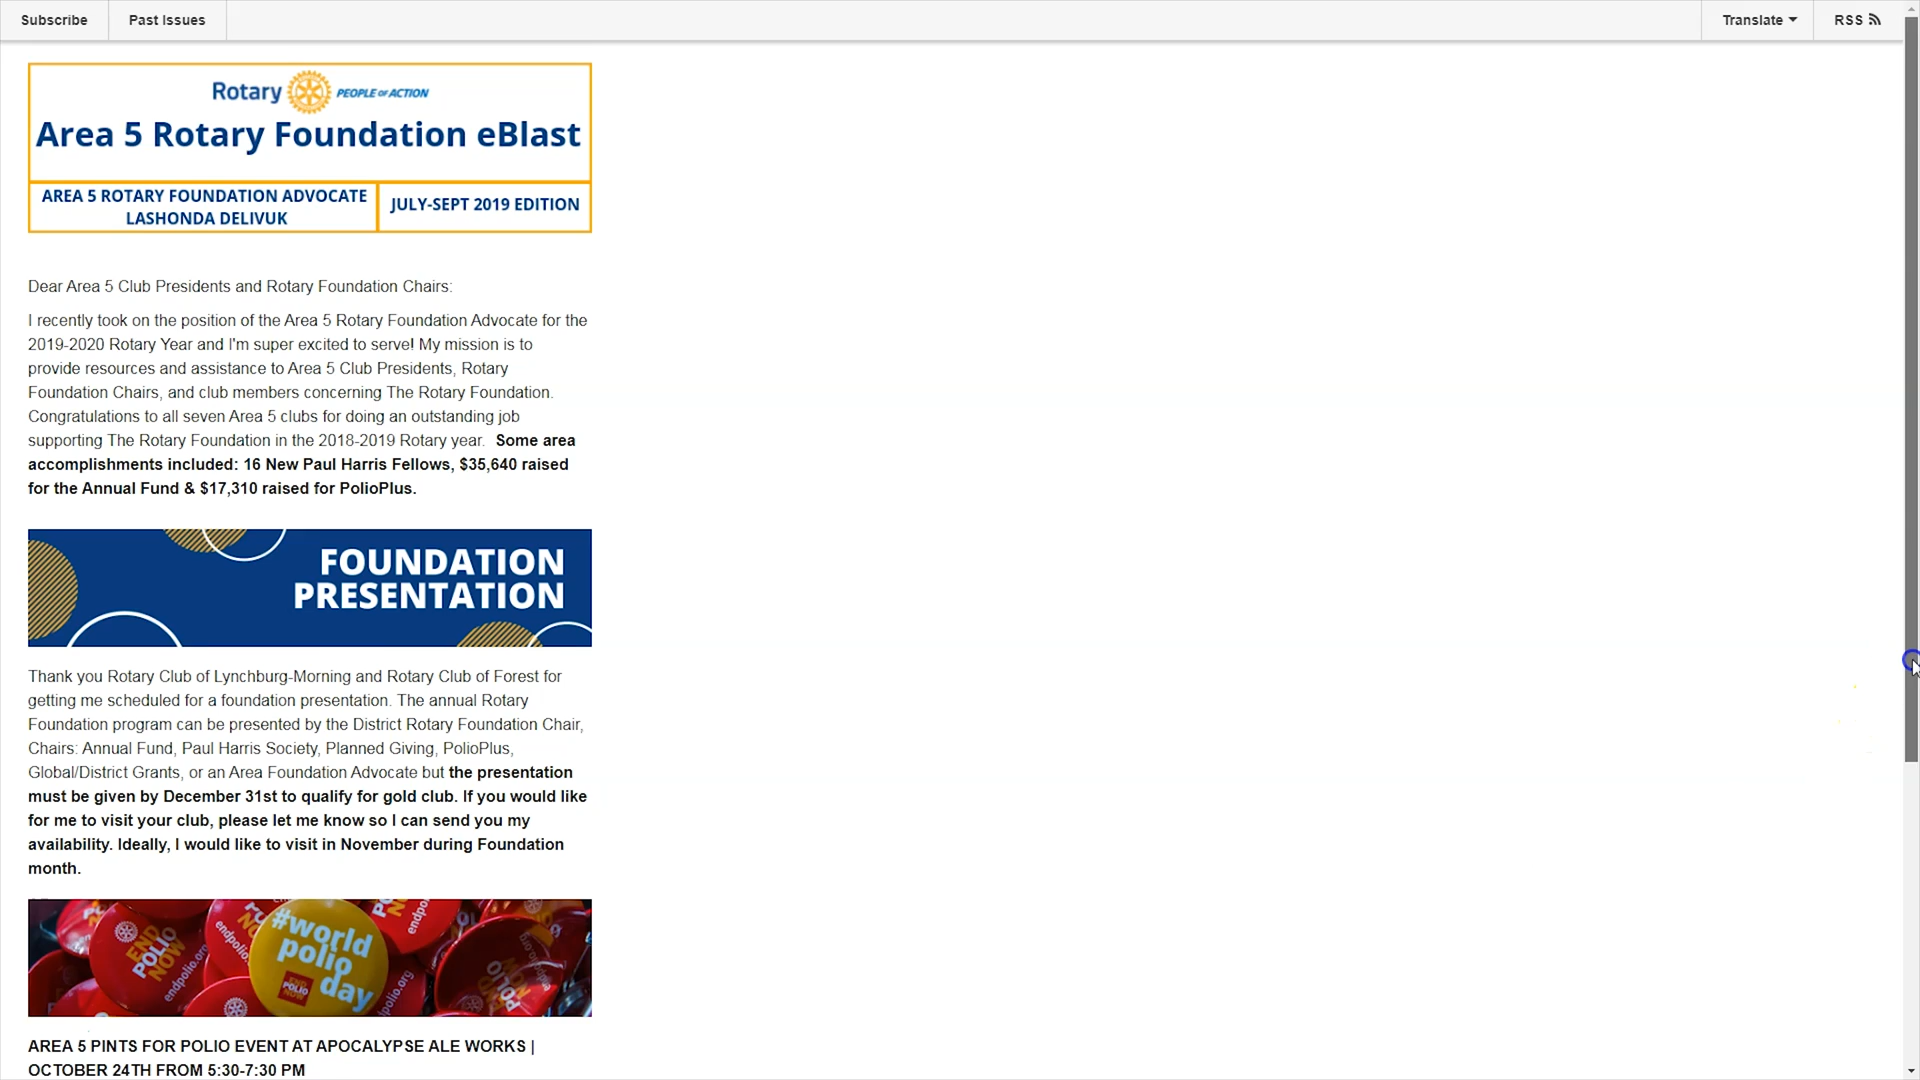 Subscribe
Past Issues
Translate
RSS
Rotary
PEOPLE OF ACTION
Area 5 Rotary Foundation eBlast
AREA 5 ROTARY FOUNDATION ADVOCATE
LASHONDA DELIVUK
JULY-SEPT 2019 EDITION
Dear Area 5 Club Presidents and Rotary Foundation Chairs:
I recently took on the position of the Area 5 Rotary Foundation Advocate for the
2019-2020 Rotary Year and I'm super excited to serve! My mission is to
provide resources and assistance to Area 5 Club Presidents, Rotary
Foundation Chairs, and club members concerning The Rotary Foundation.
Congratulations to all seven Area 5 clubs for doing an outstanding job
supporting The Rotary Foundation in the 2018-2019 Rotary year. Some area
accomplishments included: 16 New Paul Harris Fellows, $35,640 raised
for the Annual Fund & $17,310 raised for PolioPlus.
FOUNDATION
PRESENTATION
Thank you Rotary Club of Lynchburg-Morning and Rotary Club of Forest for
getting me scheduled for a foundation presentation. The annual Rotary
Foundation program can be presented by the District Rotary Foundation Chair,
Chairs: Annual Fund, Paul Harris Society, Planned Giving, PolioPlus,
Global/District Grants, or an Area Foundation Advocate but the presentation
must be given by December 31st to qualify for gold club. If you would like
for me to visit your club, please let me know so I can send you my
availability. Ideally, I would like to visit in November during Foundation
month.
END
POLIO
NOW
endpolio.org
#world
polio
day
END
POLIO
NOW
endpolio.org
AREA 5 PINTS FOR POLIO EVENT AT APOCALYPSE ALE WORKS |
OCTOBER 24TH FROM 5:30-7:30 PM